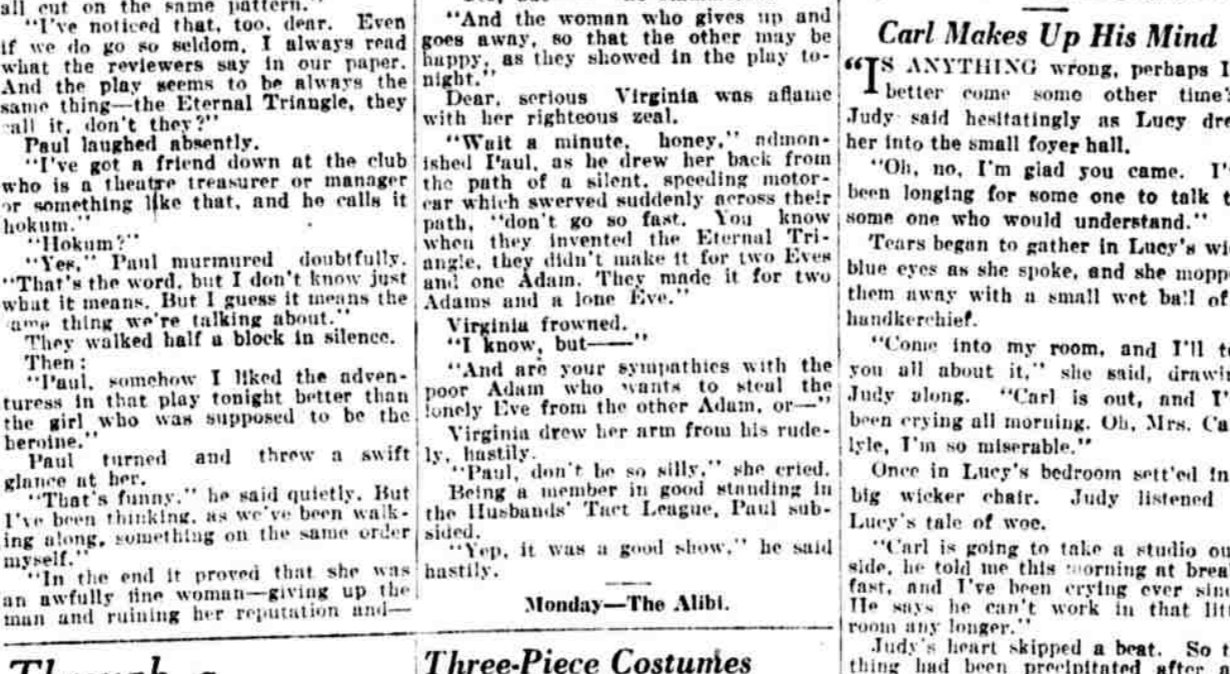 all cut on the same pattern."
"I've noticed that, too, dear. Even
if we do go so seldom, I always read
what the reviewers say in our paper.
And the play seems to be always the
same thing—the Eternal Triangle, they
call it, don't they?"
Paul laughed absently.
"I've got a friend down at the club
who is a theatre treasurer or manager
or something like that, and he calls it
hokum."
"Hokum?"
"Yes," Paul murmured doubtfully.
"That's the word, but I don't know just
what it means. But I guess it means the
same thing we're talking about."
They walked half a block in silence.
Then:
"Paul, somehow I liked the adven-
turess in that play tonight better than
the girl who was supposed to be the
heroine."
Paul turned and threw a swift
glance at her.
"That's funny," he said quietly. But
I've been thinking, as we've been walk-
ing along, something on the same order
myself."
"In the end it proved that she was
an awfully fine woman—giving up the
man and ruining her reputation and—
"And the woman who gives up and
goes away, so that the other may be
happy, as they showed in the play to-
night."
Dear, serious Virginia was aflame
with her righteous zeal.
"Wait a minute, honey," admon-
ished Paul, as he drew her back from
the path of a silent, speeding motor-
car which swerved suddenly across their
path, "don't go so fast. You know
when they invented the Eternal Tri-
angle, they didn't make it for two Eves
and one Adam. They made it for two
Adams and a lone Eve."
Virginia frowned.
"I know, but——"
"And are your sympathies with the
poor Adam who wants to steal the
lonely Eve from the other Adam, or—"
Virginia drew her arm from his rude-
ly, hastily.
"Paul, don't be so silly," she cried.
Being a member in good standing in
the Husbands' Tact League, Paul sub-
sided.
"Yep, it was a good show," he said
hastily.
Monday—The Alibi.
Three-Piece Costumes
Carl Makes Up His Mind
"IS ANYTHING wrong, perhaps I
better come some other time?
Judy said hesitatingly as Lucy dre
her into the small foyer hall.
"Oh, no, I'm glad you came. I'
been longing for some one to talk t
some one who would understand."
Tears began to gather in Lucy's wi
blue eyes as she spoke, and she mopp
them away with a small wet ball of
handkerchief.
"Come into my room, and I'll t
you all about it," she said, drawi
Judy along. "Carl is out, and I'
been crying all morning. Oh, Mrs. Ca
lyle, I'm so miserable."
Once in Lucy's bedroom sett'ed in
big wicker chair. Judy listened
Lucy's tale of woe.
"Carl is going to take a studio ou
side, he told me this morning at brea
fast, and I've been crying ever sin
He says he can't work in that litt
room any longer."
Judy's heart skipped a beat. So t
thing had been precipitated after a